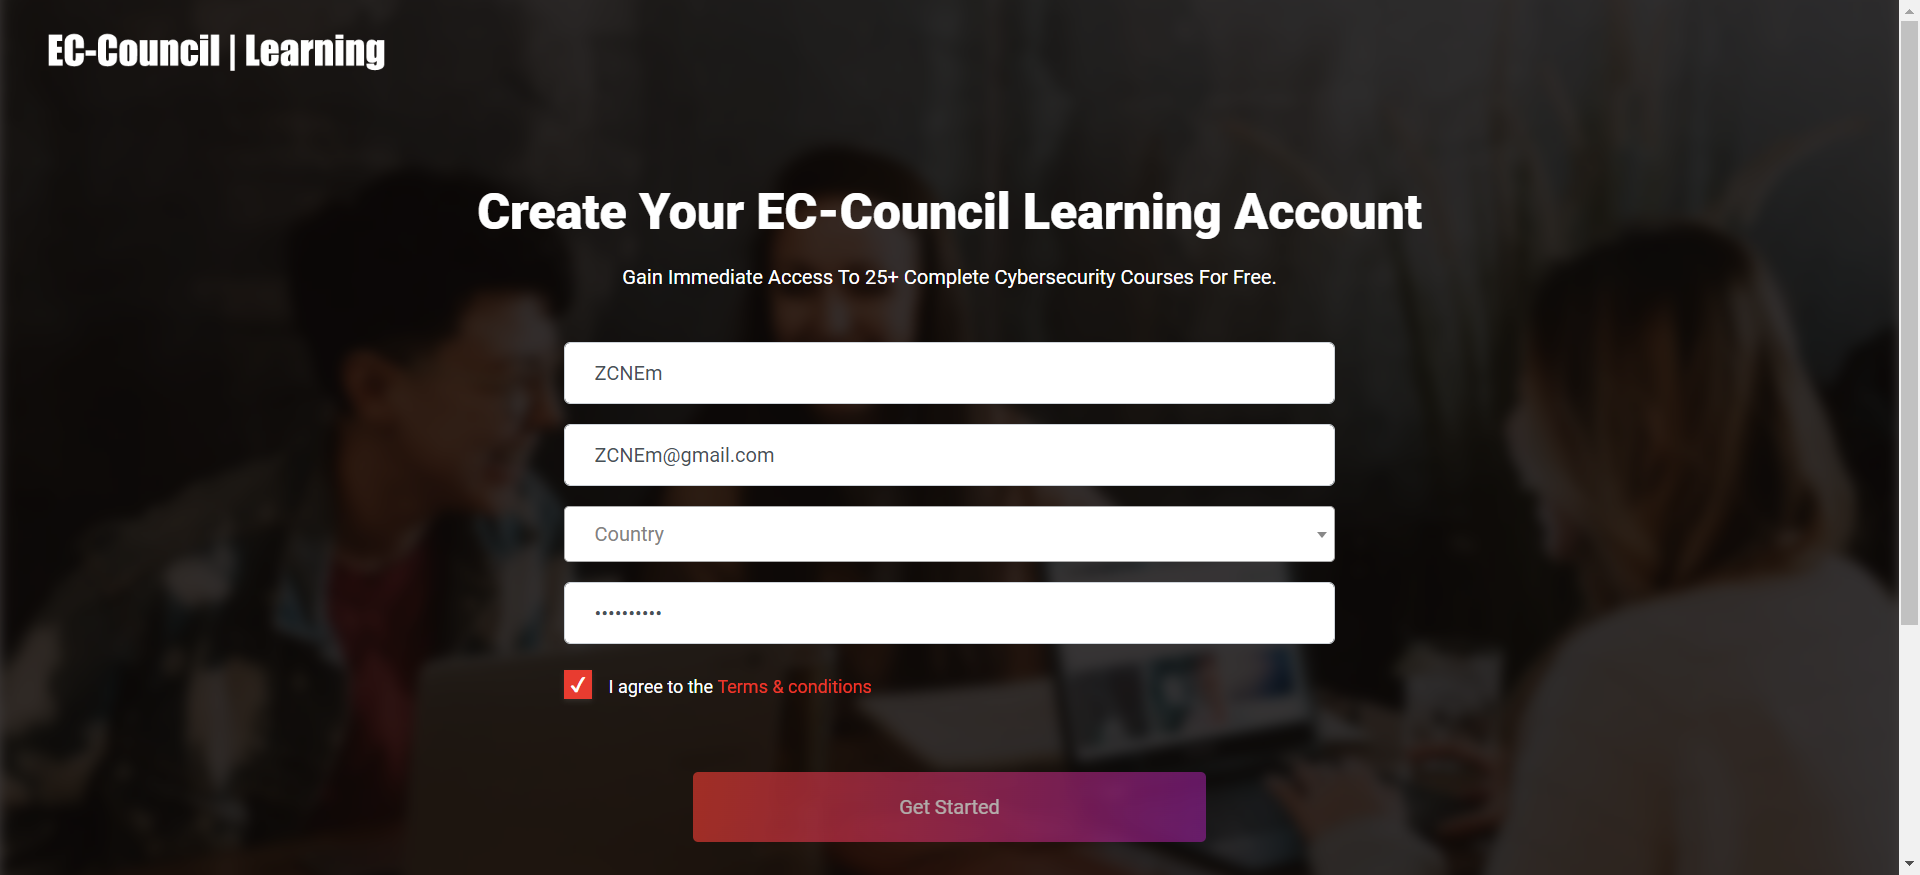 EC-Council | Learning
Create Your EC-Council Learning Account
Gain Immediate Access To 25+ Complete Cybersecurity Courses For Free.
ZCNEm
ZCNEm@gmail.com
Country
••••••••••
I agree to the Terms & conditions
Get Started